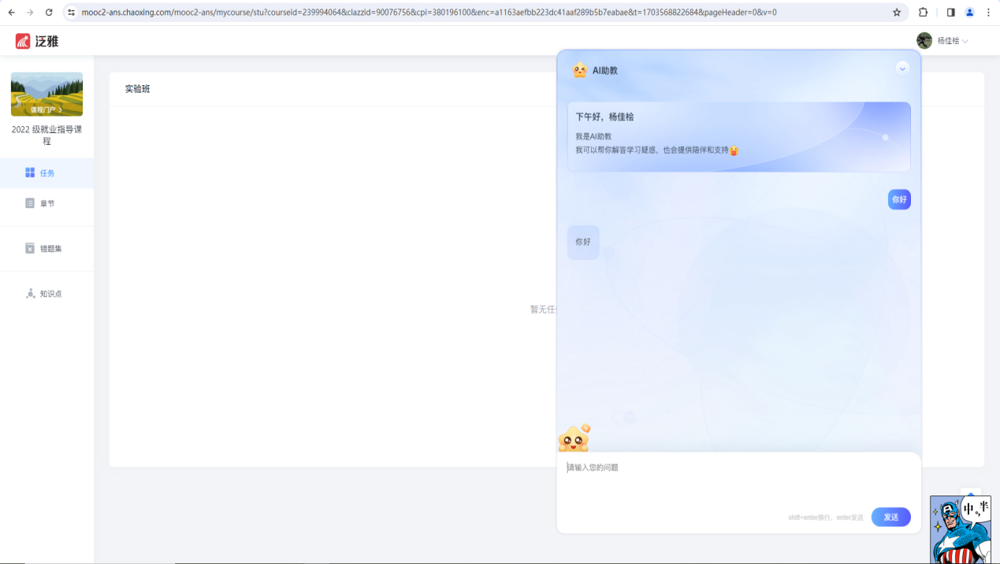 mooc2-ans.chaoxing.com/mooc2-ans/mycourse/stu?courseid=239994064&clazzid=90076756&cpi=380196100&enc=a1163aefbb223dc41aaf289b5b7eabae&t=1703568822684&pageHeader=0&v=0
泛雅
杨佳桧
课程门户
2022 级就业指导课
程
任务
章节
错题集
知识点
实验班
暂无任
AI助教
下午好，杨佳桧
我是AI助教
我可以帮你解答学习疑惑，也会提供陪伴和支持
你好
你好
请输入您的问题
shift+enter换行，enter发送
发送
中 半